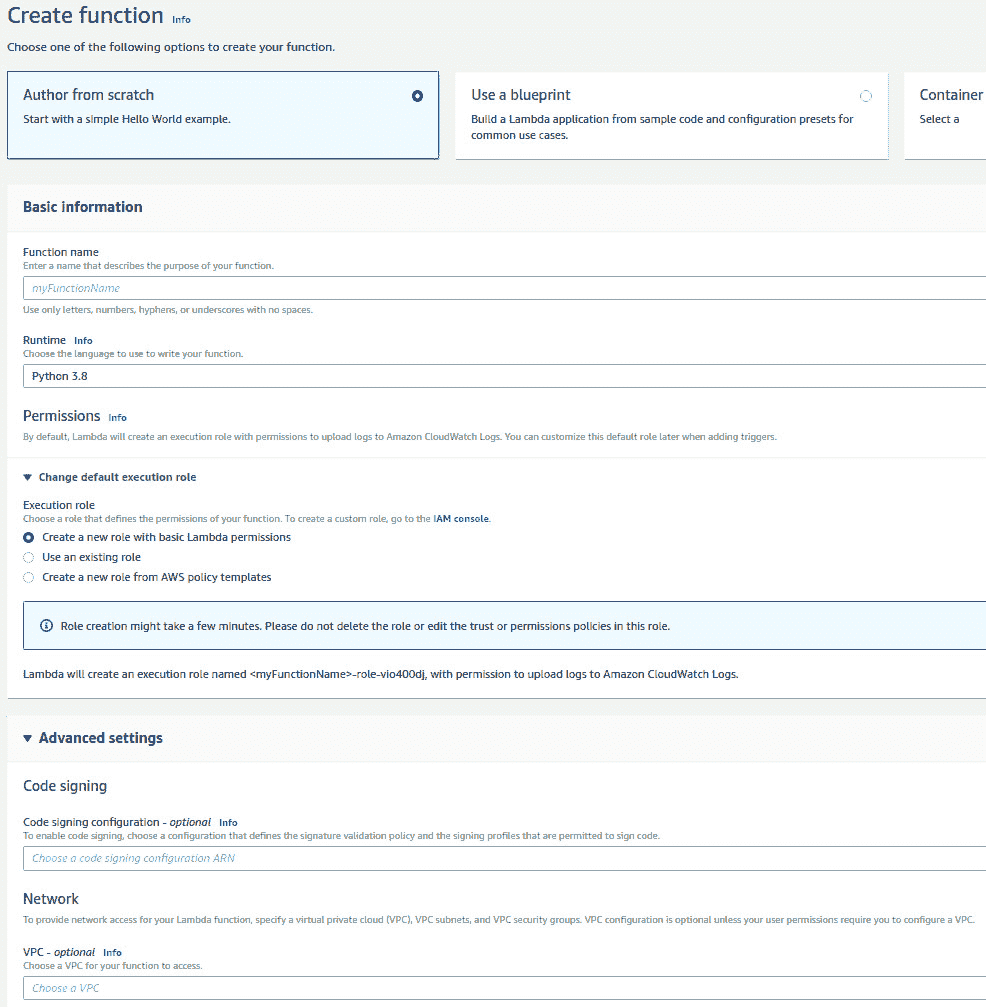 Create function Info
Choose one of the following options to create your function.
Author from scratch
Start with a simple Hello World example.
Use a blueprint
Build a Lambda application from sample code and configuration presets for
common use cases.
Container
Select a
Basic information
Function name
Enter a name that describes the purpose of your function.
myFunctionName
Use only letters, numbers, hyphens, or underscores with no spaces.
Runtime Info
Choose the language to use to write your function.
Python 3.8
Permissions Info
By default, Lambda will create an execution role with permissions to upload logs to Amazon CloudWatch Logs. You can customize this default role later when adding triggers.
Change default execution role
Execution role
Choose a role that defines the permissions of your function. To create a custom role, go to the IAM console.
Create a new role with basic Lambda permissions
Use an existing role
Create a new role from AWS policy templates
Role creation might take a few minutes. Please do not delete the role or edit the trust or permissions policies in this role.
Lambda will create an execution role named <myFunctionName>-role-vio400dj, with permission to upload logs to Amazon CloudWatch Logs.
Advanced settings
Code signing
Code signing configuration - optional Info
To enable code signing, choose a configuration that defines the signature validation policy and the signing profiles that are permitted to sign code.
Choose a code signing configuration ARN
Network
To provide network access for your Lambda function, specify a virtual private cloud (VPC), VPC subnets, and VPC security groups. VPC configuration is optional unless your user permissions require you to configure a VPC.
VPC - optional Info
Choose a VPC for your function to access.
Choose a VPC